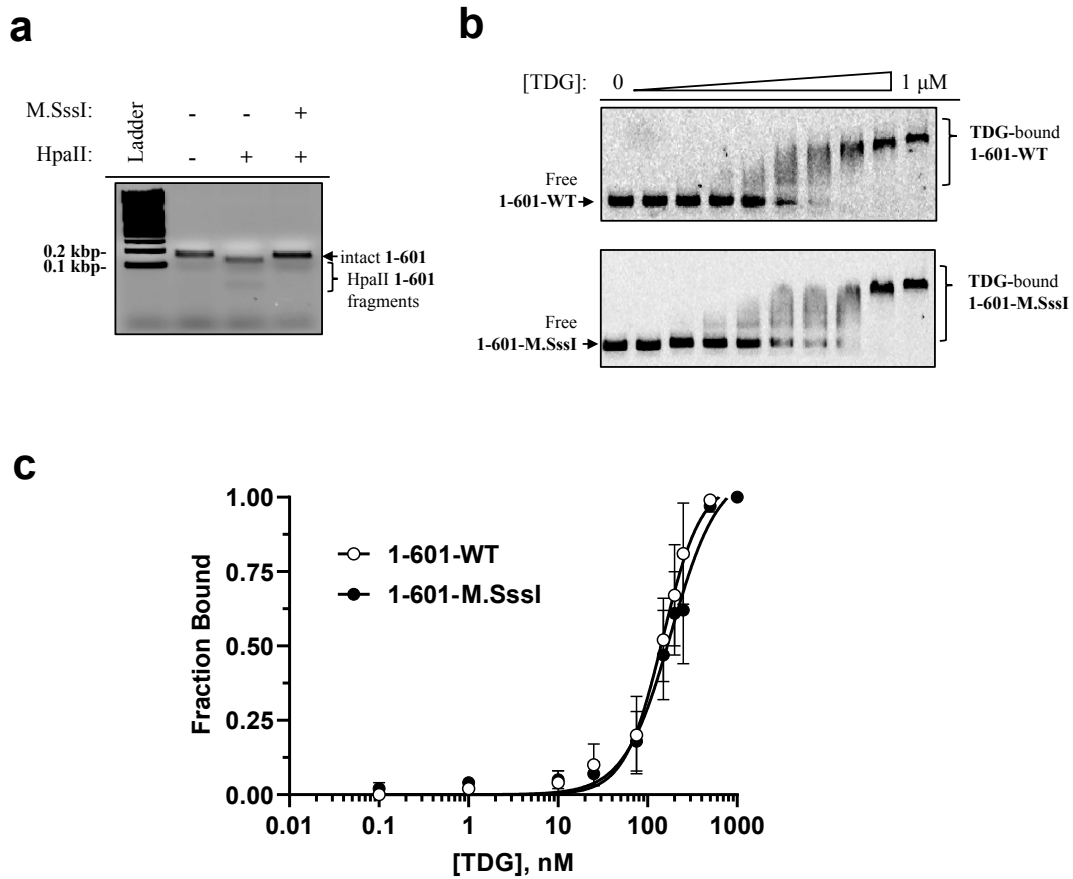 a
M.SssI: - - +
HpaII: - + +
Ladder
0.2 kbp-
0.1 kbp-
intact 1-601
HpaII 1-601
fragments
b
[TDG]: 0 1 μM
Free
1-601-WT
TDG-bound
1-601-WT
Free
1-601-M.SssI
TDG-bound
1-601-M.SssI
c
1.00
0.75
0.50
0.25
0.00
Fraction Bound
1-601-WT
1-601-M.SssI
0.01 0.1 1 10 100 1000
[TDG], nM